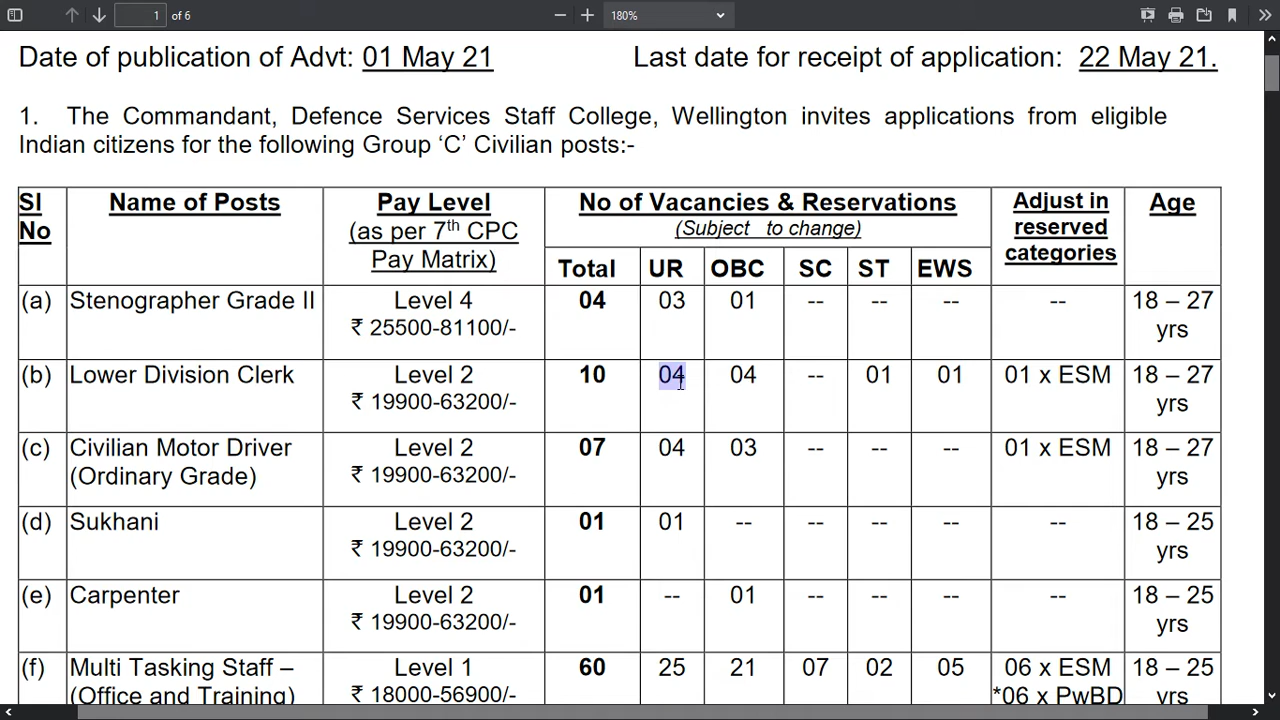 1 of 6 180%
Date of publication of Advt: 01 May 21 Last date for receipt of application: 22 May 21.
1. The Commandant, Defence Services Staff College, Wellington invites applications from eligible
Indian citizens for the following Group ‘C’ Civilian posts:-
Sl No Name of Posts Pay Level (as per 7th CPC Pay Matrix) No of Vacancies & Reservations (Subject to change) Adjust in reserved categories Age
Total UR OBC SC ST EWS
(a) Stenographer Grade II Level 4 04 03 01 -- -- -- -- 18 – 27
₹ 25500-81100/- yrs
(b) Lower Division Clerk Level 2 10 04 04 -- 01 01 01 x ESM 18 – 27
₹ 19900-63200/- yrs
(c) Civilian Motor Driver Level 2 07 04 03 -- -- -- 01 x ESM 18 – 27
(Ordinary Grade) ₹ 19900-63200/- yrs
(d) Sukhani Level 2 01 01 -- -- -- -- -- 18 – 25
₹ 19900-63200/- yrs
(e) Carpenter Level 2 01 -- 01 -- -- -- -- 18 – 25
₹ 19900-63200/- yrs
(f) Multi Tasking Staff – Level 1 60 25 21 07 02 05 06 x ESM 18 – 25
(Office and Training) ₹ 18000-56900/- *06 x PwBD yrs